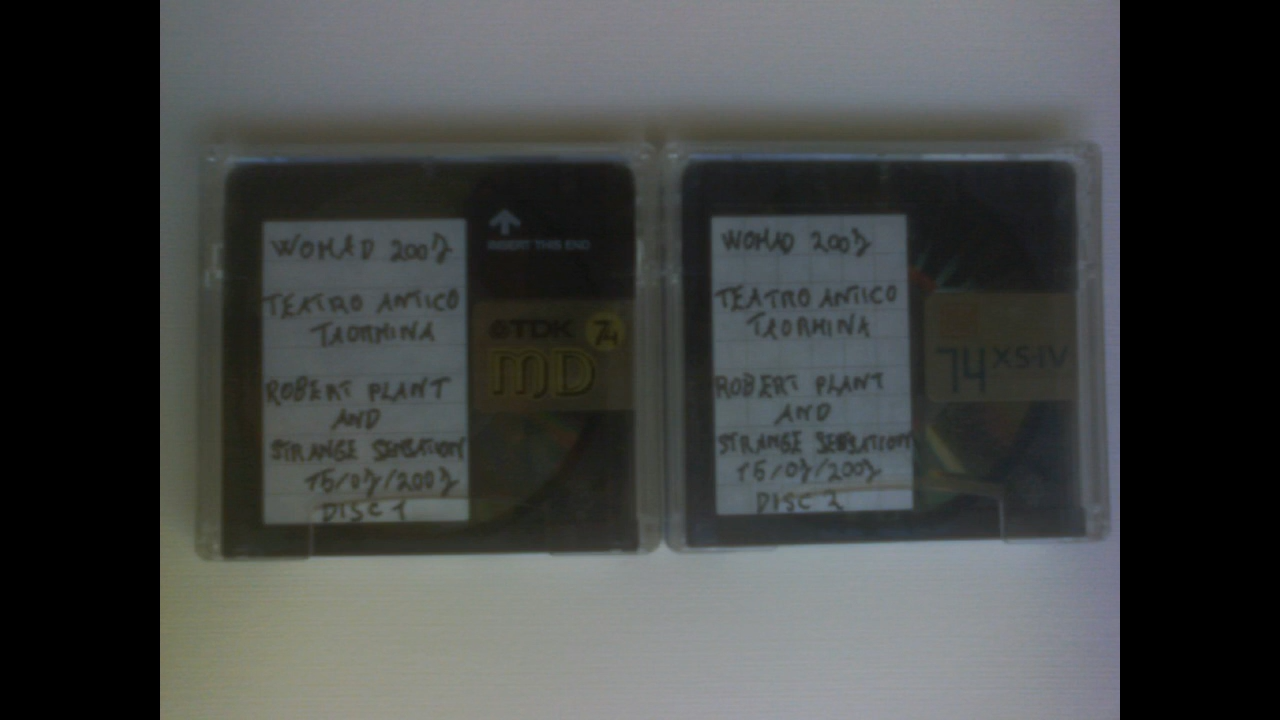 WOMAD 2007
TEATRO ANTICO
TAORMINA
ROBERT PLANT
AND
STRANGE SENSATION
15/07/2007
DISC 1
INSERT THIS END
TDK 74
MD
WOMAD 2007
TEATRO ANTICO
TAORMINA
ROBERT PLANT
AND
STRANGE SENSATION
15/07/2007
DISC 2
74 XS-IV